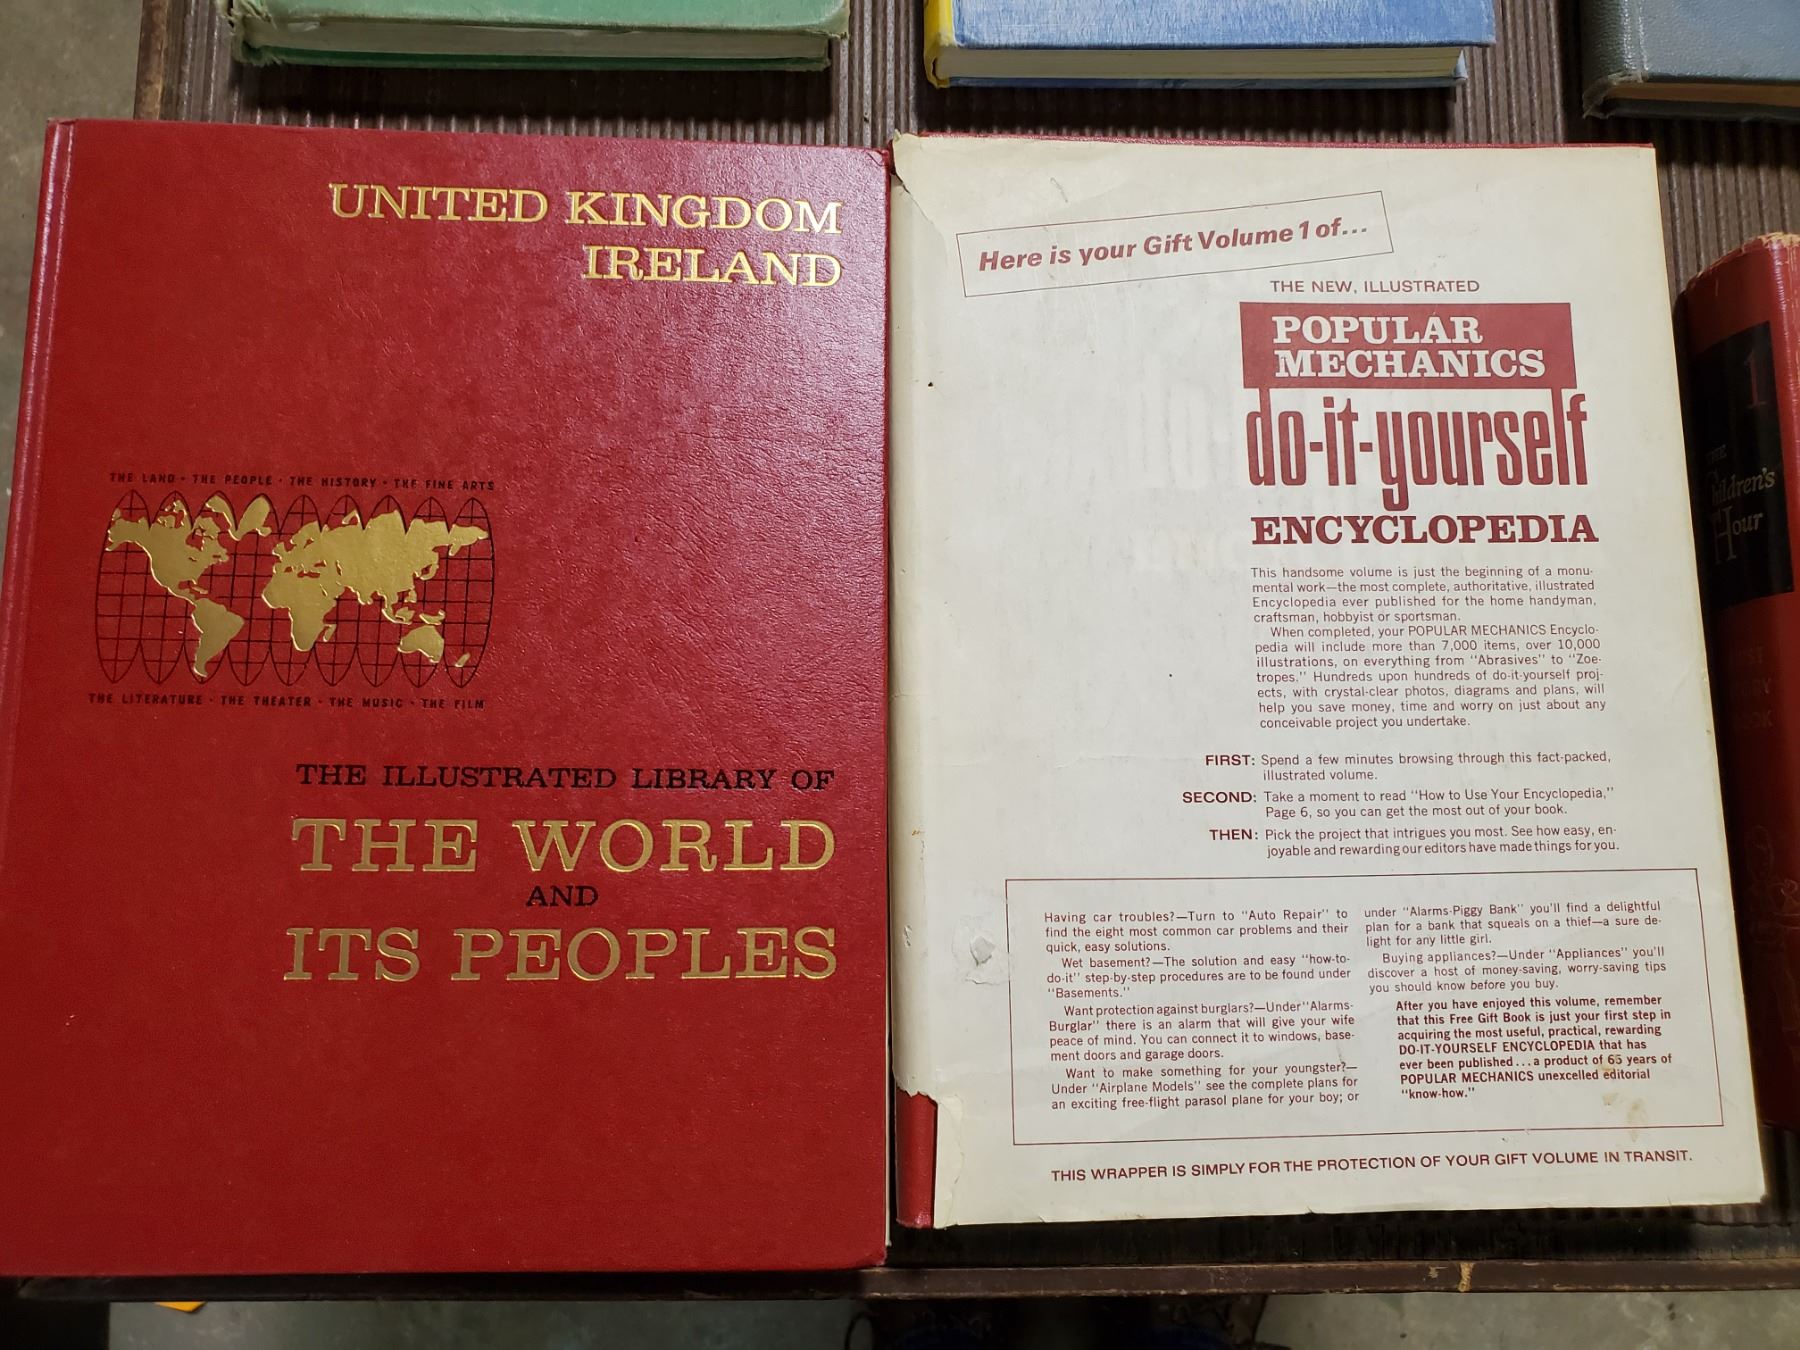 UNITED KINGDOM
IRELAND
THE LAND • THE PEOPLE • THE HISTORY • THE FINE ARTS
THE LITERATURE • THE THEATER • THE MUSIC • THE FILM
THE ILLUSTRATED LIBRARY OF
THE WORLD
AND
ITS PEOPLES
Here is your Gift Volume 1 of...
THE NEW, ILLUSTRATED
POPULAR
MECHANICS
do-it-yourself
ENCYCLOPEDIA
This handsome volume is just the beginning of a monu-
mental work—the most complete, authoritative, illustrated
Encyclopedia ever published for the home handyman,
craftsman, hobbyist or sportsman.
When completed, your POPULAR MECHANICS Encyclo-
pedia will include more than 7,000 items, over 10,000
illustrations, on everything from "Abrasives" to "Zoe-
tropes." Hundreds upon hundreds of do-it-yourself proj-
ects, with crystal-clear photos, diagrams and plans, will
help you save money, time and worry on just about any
conceivable project you undertake.
FIRST: Spend a few minutes browsing through this fact-packed,
illustrated volume.
SECOND: Take a moment to read "How to Use Your Encyclopedia,"
Page 6, so you can get the most out of your book.
THEN: Pick the project that intrigues you most. See how easy, en-
joyable and rewarding our editors have made things for you.
Having car troubles?—Turn to "Auto Repair" to
find the eight most common car problems and their
quick, easy solutions.
Wet basement?—The solution and easy "how-to-
do-it" step-by-step procedures are to be found under
"Basements."
Want protection against burglars?—Under "Alarms-
Burglar" there is an alarm that will give your wife
peace of mind. You can connect it to windows, base-
ment doors and garage doors.
Want to make something for your youngster?—
Under "Airplane Models" see the complete plans for
an exciting free-flight parasol plane for your boy; or
under "Alarms-Piggy Bank" you'll find a delightful
plan for a bank that squeals on a thief—a sure de-
light for any little girl.
Buying appliances?—Under "Appliances" you'll
discover a host of money-saving, worry-saving tips
you should know before you buy.
After you have enjoyed this volume, remember
that this Free Gift Book is just your first step in
acquiring the most useful, practical, rewarding
DO-IT-YOURSELF ENCYCLOPEDIA that has
ever been published...a product of 65 years of
POPULAR MECHANICS unexcelled editorial
"know-how."
THIS WRAPPER IS SIMPLY FOR THE PROTECTION OF YOUR GIFT VOLUME IN TRANSIT.
1
THE
Children's
Hour